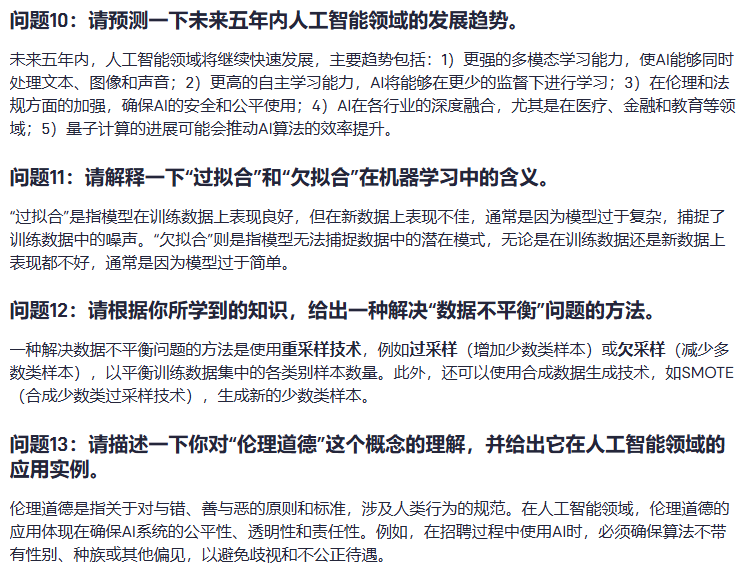 问题10：请预测一下未来五年内人工智能领域的发展趋势。
未来五年内，人工智能领域将继续快速发展，主要趋势包括：1）更强的多模态学习能力，使AI能够同时
处理文本、图像和声音；2）更高的自主学习能力，AI将能够在更少的监督下进行学习；3）在伦理和法
规方面的加强，确保AI的安全和公平使用；4）AI在各行业的深度融合，尤其是在医疗、金融和教育等领
域；5）量子计算的进展可能会推动AI算法的效率提升。
问题11：请解释一下“过拟合”和“欠拟合”在机器学习中的含义。
“过拟合”是指模型在训练数据上表现良好，但在新数据上表现不佳，通常是因为模型过于复杂，捕捉了
训练数据中的噪声。“欠拟合”则是指模型无法捕捉数据中的潜在模式，无论是在训练数据还是新数据上
表现都不好，通常是因为模型过于简单。
问题12：请根据你所学到的知识，给出一种解决“数据不平衡”问题的方法。
一种解决数据不平衡问题的方法是使用重采样技术，例如过采样（增加少数类样本）或欠采样（减少多
数类样本），以平衡训练数据集中的各类别样本数量。此外，还可以使用合成数据生成技术，如SMOTE
（合成少数类过采样技术），生成新的少数类样本。
问题13：请描述一下你对“伦理道德”这个概念的理解，并给出它在人工智能领域的
应用实例。
伦理道德是指关于对与错、善与恶的原则和标准，涉及人类行为的规范。在人工智能领域，伦理道德的
应用体现在确保AI系统的公平性、透明性和责任性。例如，在招聘过程中使用AI时，必须确保算法不带
有性别、种族或其他偏见，以避免歧视和不公正待遇。